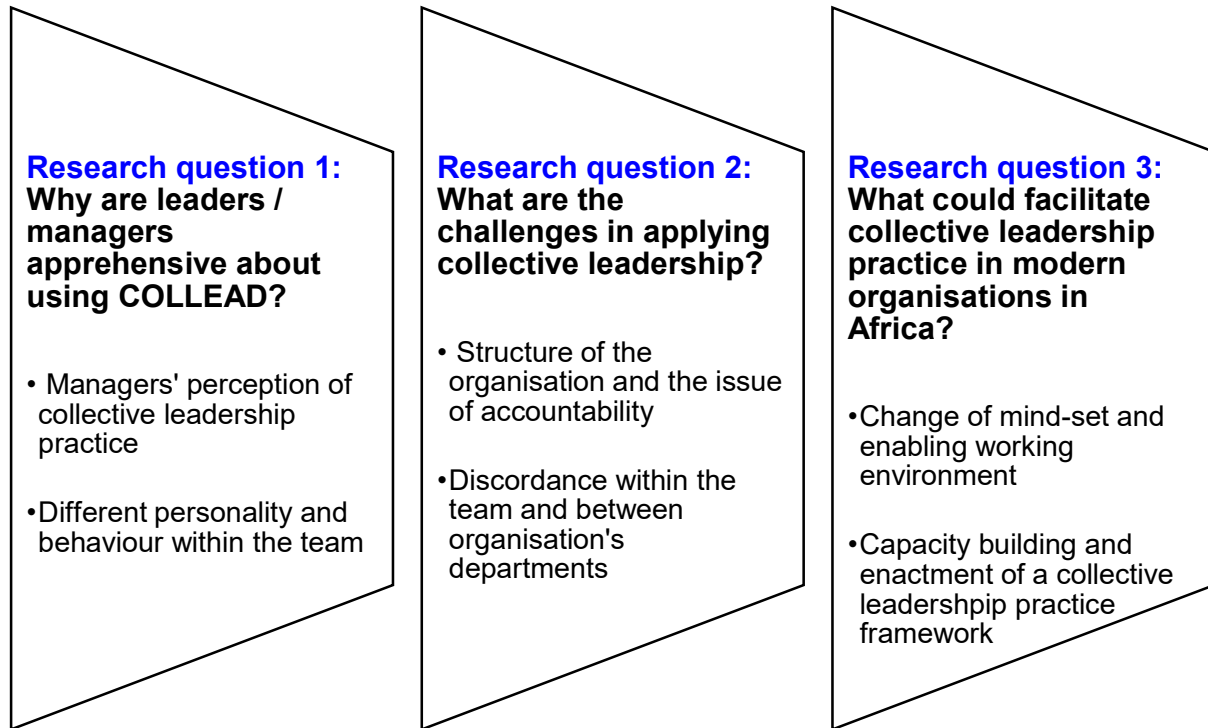 Research question 1:
Why are leaders /
managers
apprehensive about
using COLLEAD?
• Managers' perception of
collective leadership
practice
•Different personality and
behaviour within the team
Research question 2:
What are the
challenges in applying
collective leadership?
• Structure of the
organisation and the issue
of accountability
•Discordance within the
team and between
organisation's
departments
Research question 3:
What could facilitate
collective leadership
practice in modern
organisations in
Africa?
•Change of mind-set and
enabling working
environment
•Capacity building and
enactment of a collective
leadershpip practice
framework